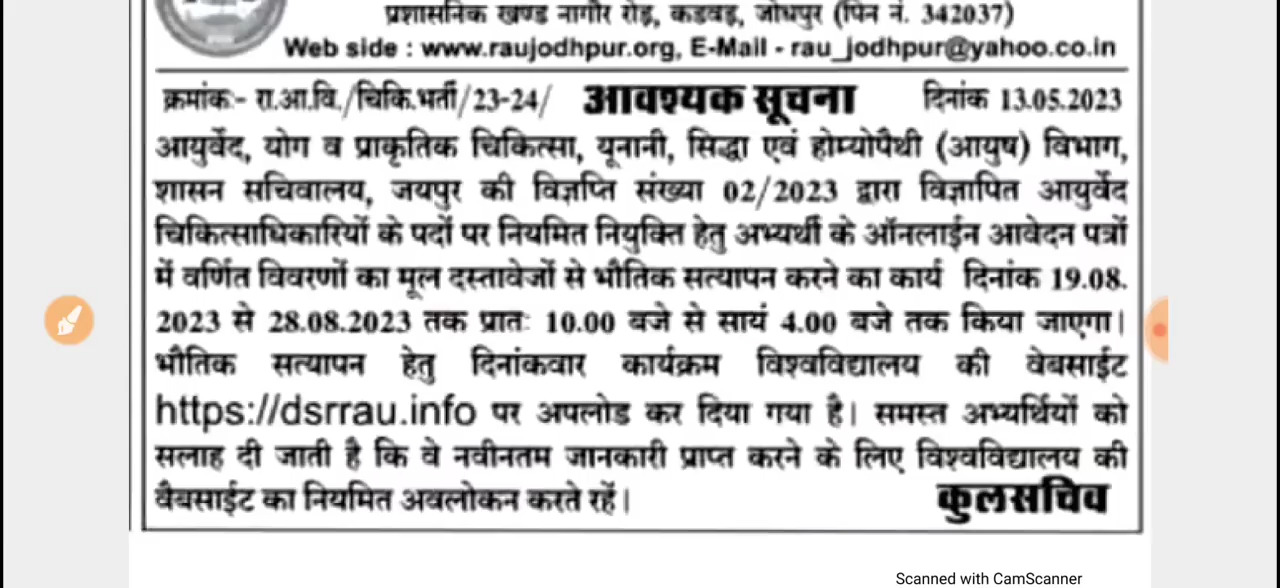 प्रशासनिक खण्ड नागौर रोड़, कडवड़, जोधपुर (पिन नं. 342037)
Web side : www.raujodhpur.org, E-Mail - rau_jodhpur@yahoo.co.in
क्रमांक:- रा.आ.वि./चिकि.भर्ती/23-24/ आवश्यक सूचना दिनांक 13.05.2023
आयुर्वेद, योग व प्राकृतिक चिकित्सा, यूनानी, सिद्धा एवं होम्योपैथी (आयुष) विभाग,
शासन सचिवालय, जयपुर की विज्ञप्ति संख्या 02/2023 द्वारा विज्ञापित आयुर्वेद
चिकित्साधिकारियों के पदों पर नियमित नियुक्ति हेतु अभ्यर्थी के ऑनलाईन आवेदन पत्रों
में वर्णित विवरणों का मूल दस्तावेजों से भौतिक सत्यापन करने का कार्य दिनांक 19.08.
2023 से 28.08.2023 तक प्रातः 10.00 बजे से सायं 4.00 बजे तक किया जाएगा।
भौतिक सत्यापन हेतु दिनांकवार कार्यक्रम विश्वविद्यालय की वेबसाईट
https://dsrrau.info पर अपलोड कर दिया गया है। समस्त अभ्यर्थियों को
सलाह दी जाती है कि वे नवीनतम जानकारी प्राप्त करने के लिए विश्वविद्यालय की
वैबसाईट का नियमित अवलोकन करते रहें।
कुलसचिव
Scanned with CamScanner